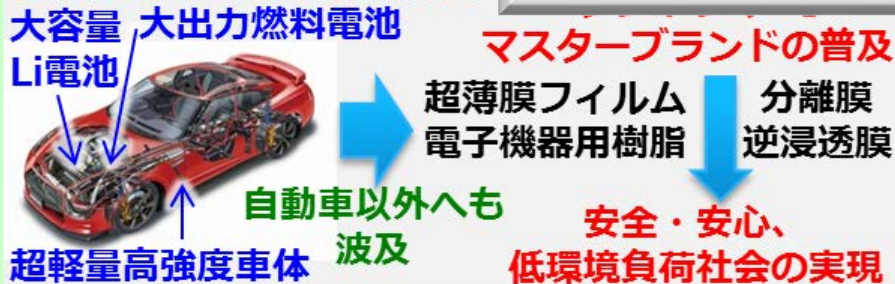 大容量
Li電池
大出力燃料電池
超軽量高強度車体
自動車以外へも
波及
マスターブランドの普及
超薄膜フィルム
電子機器用樹脂
分離膜
逆浸透膜
安全・安心、
低環境負荷社会の実現